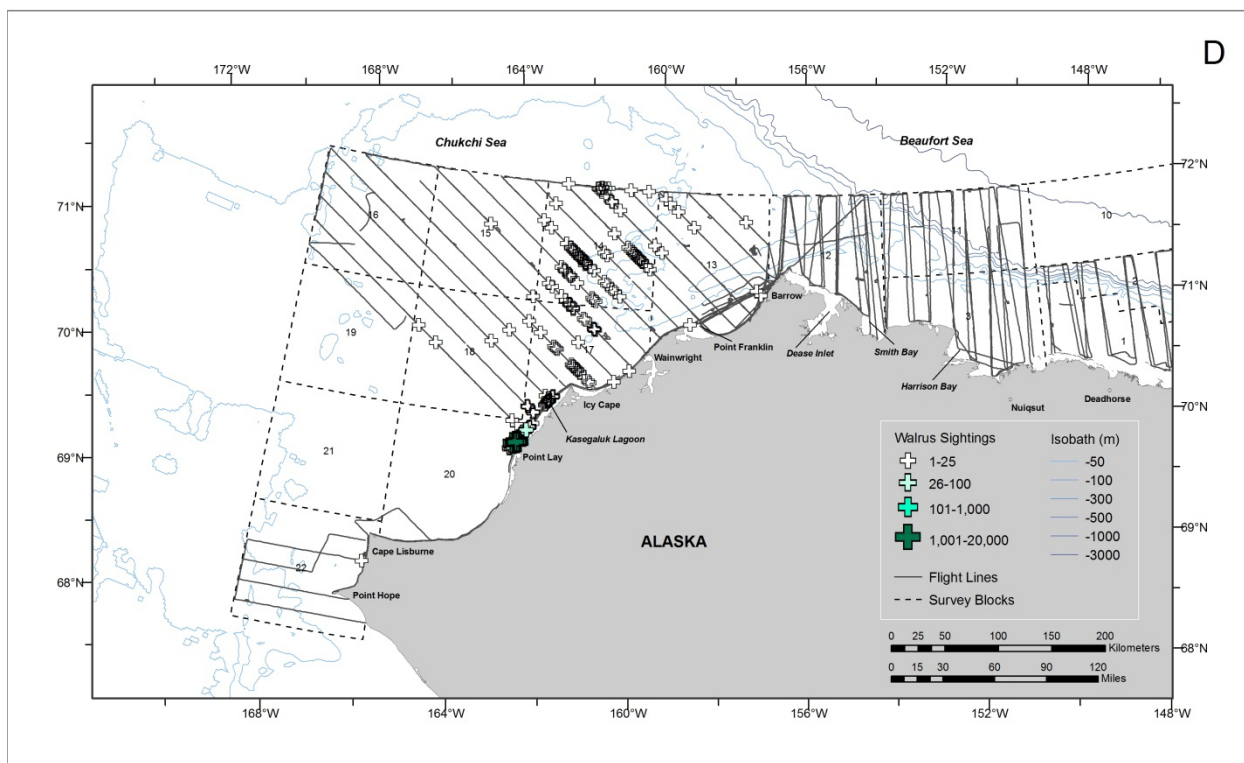 D
172°W 168°W 164°W 160°W 156°W 152°W 148°W
Chukchi Sea
Beaufort Sea
72°N
71°N
10
16
15
14
13
11
2
71°N
Barrow
70°N
19
18
17
3
1
Point Franklin
Dease Inlet
Smith Bay
Wainwright
Harrison Bay
Deadhorse
Nuiqsut
Icy Cape
70°N
Kasegaluk Lagoon
69°N
21
20
Point Lay
Walrus Sightings
1-25
26-100
101-1,000
1,001-20,000
Isobath (m)
-50
-100
-300
-500
-1000
-3000
Flight Lines
Survey Blocks
69°N
ALASKA
Cape Lisburne
22
68°N
Point Hope
0 25 50 100 150 200
Kilometers
68°N
0 15 30 60 90 120
Miles
168°W 164°W 160°W 156°W 152°W 148°W